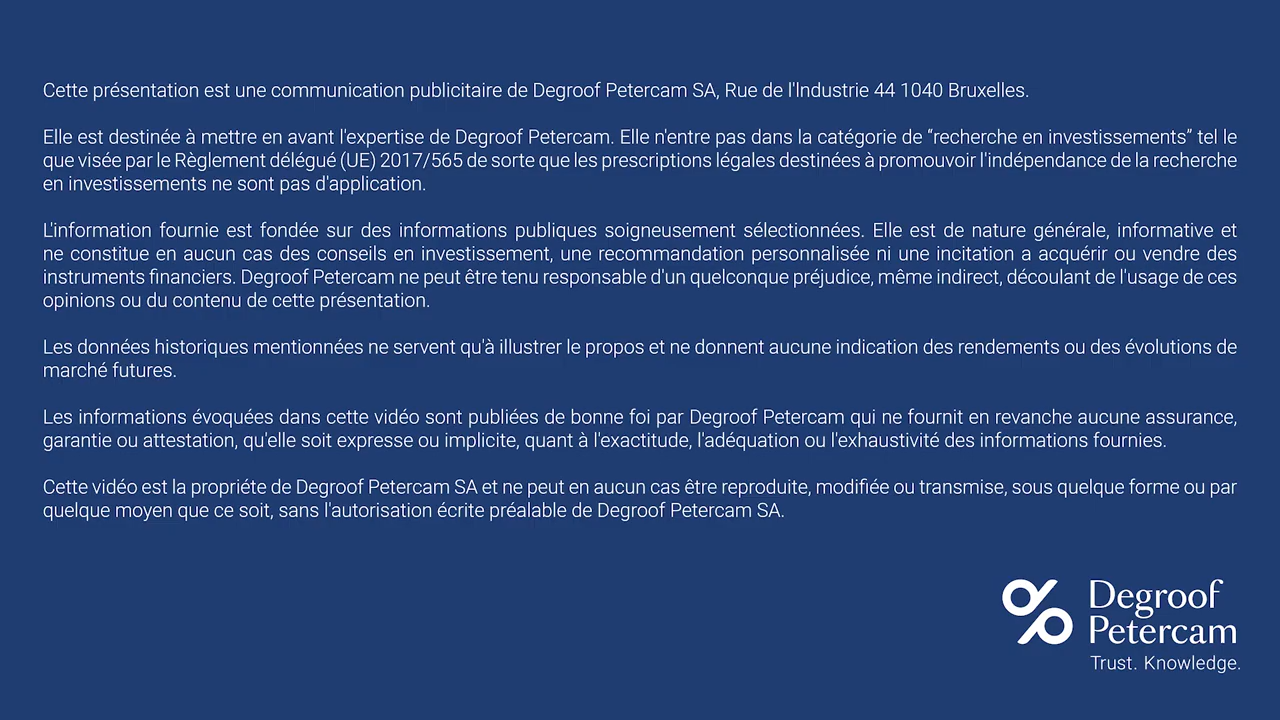 Cette présentation est une communication publicitaire de Degroof Petercam SA, Rue de l'Industrie 44 1040 Bruxelles.
Elle est destinée à mettre en avant l'expertise de Degroof Petercam. Elle n'entre pas dans la catégorie de “recherche en investissements” tel le
que visée par le Règlement délégué (UE) 2017/565 de sorte que les prescriptions légales destinées à promouvoir l'indépendance de la recherche
en investissements ne sont pas d'application.
L'information fournie est fondée sur des informations publiques soigneusement sélectionnées. Elle est de nature générale, informative et
ne constitue en aucun cas des conseils en investissement, une recommandation personnalisée ni une incitation a acquérir ou vendre des
instruments financiers. Degroof Petercam ne peut être tenu responsable d'un quelconque préjudice, même indirect, découlant de l'usage de ces
opinions ou du contenu de cette présentation.
Les données historiques mentionnées ne servent qu'à illustrer le propos et ne donnent aucune indication des rendements ou des évolutions de
marché futures.
Les informations évoquées dans cette vidéo sont publiées de bonne foi par Degroof Petercam qui ne fournit en revanche aucune assurance,
garantie ou attestation, qu'elle soit expresse ou implicite, quant à l'exactitude, l'adéquation ou l'exhaustivité des informations fournies.
Cette vidéo est la propriéte de Degroof Petercam SA et ne peut en aucun cas être reproduite, modifiée ou transmise, sous quelque forme ou par
quelque moyen que ce soit, sans l'autorisation écrite préalable de Degroof Petercam SA.
Degroof
Petercam
Trust. Knowledge.